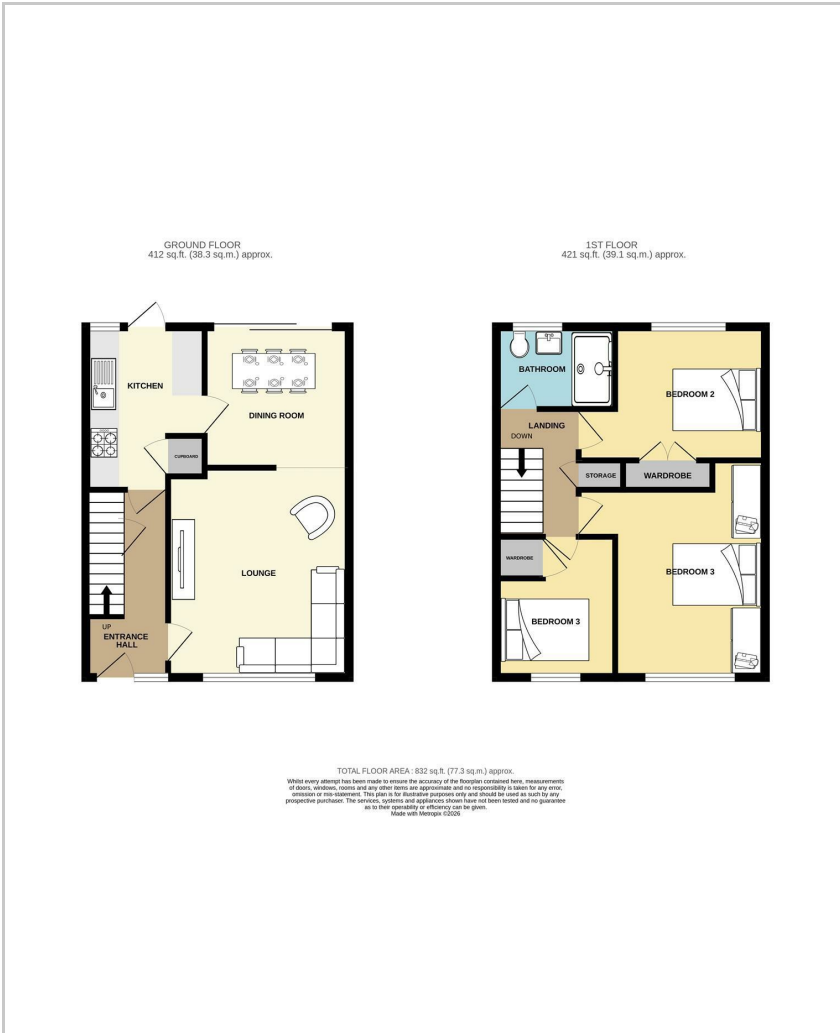 GROUND FLOOR
412 sq.ft. (38.3 sq.m.) approx.
KITCHEN
DINING ROOM
CUPBOARD
LOUNGE
UP
ENTRANCE
HALL
1ST FLOOR
421 sq.ft. (39.1 sq.m.) approx.
BATHROOM
BEDROOM 2
LANDING
DOWN
STORAGE
WARDROBE
WARDROBE
BEDROOM 3
BEDROOM 3
TOTAL FLOOR AREA : 832 sq.ft. (77.3 sq.m.) approx.
Whilst every attempt has been made to ensure the accuracy of the floorplan contained here, measurements
of doors, windows, rooms and any other items are approximate and no responsibility is taken for any error,
omission or mis-statement. This plan is for illustrative purposes only and should be used as such by any
prospective purchaser. The services, systems and appliances shown have not been tested and no guarantee
as to their operability or efficiency can be given.
Made with Metropix ©2026